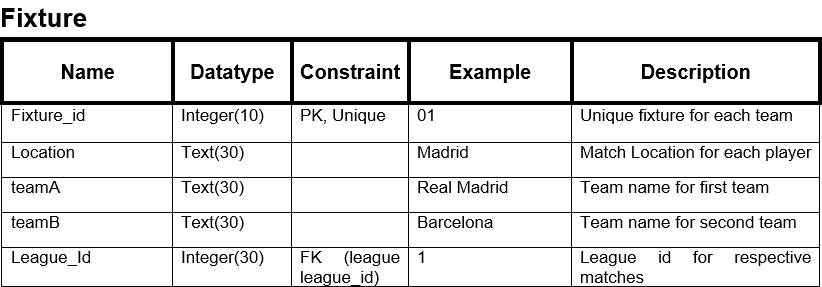 Fixture
Name Datatype Constraint Example Description
Fixture_id Integer(10) PK, Unique 01 Unique fixture for each team
Location Text(30) Madrid Match Location for each player
teamA Text(30) Real Madrid Team name for first team
teamB Text(30) Barcelona Team name for second team
League_Id Integer(30) FK (league 1 League id for respective
league_id) matches